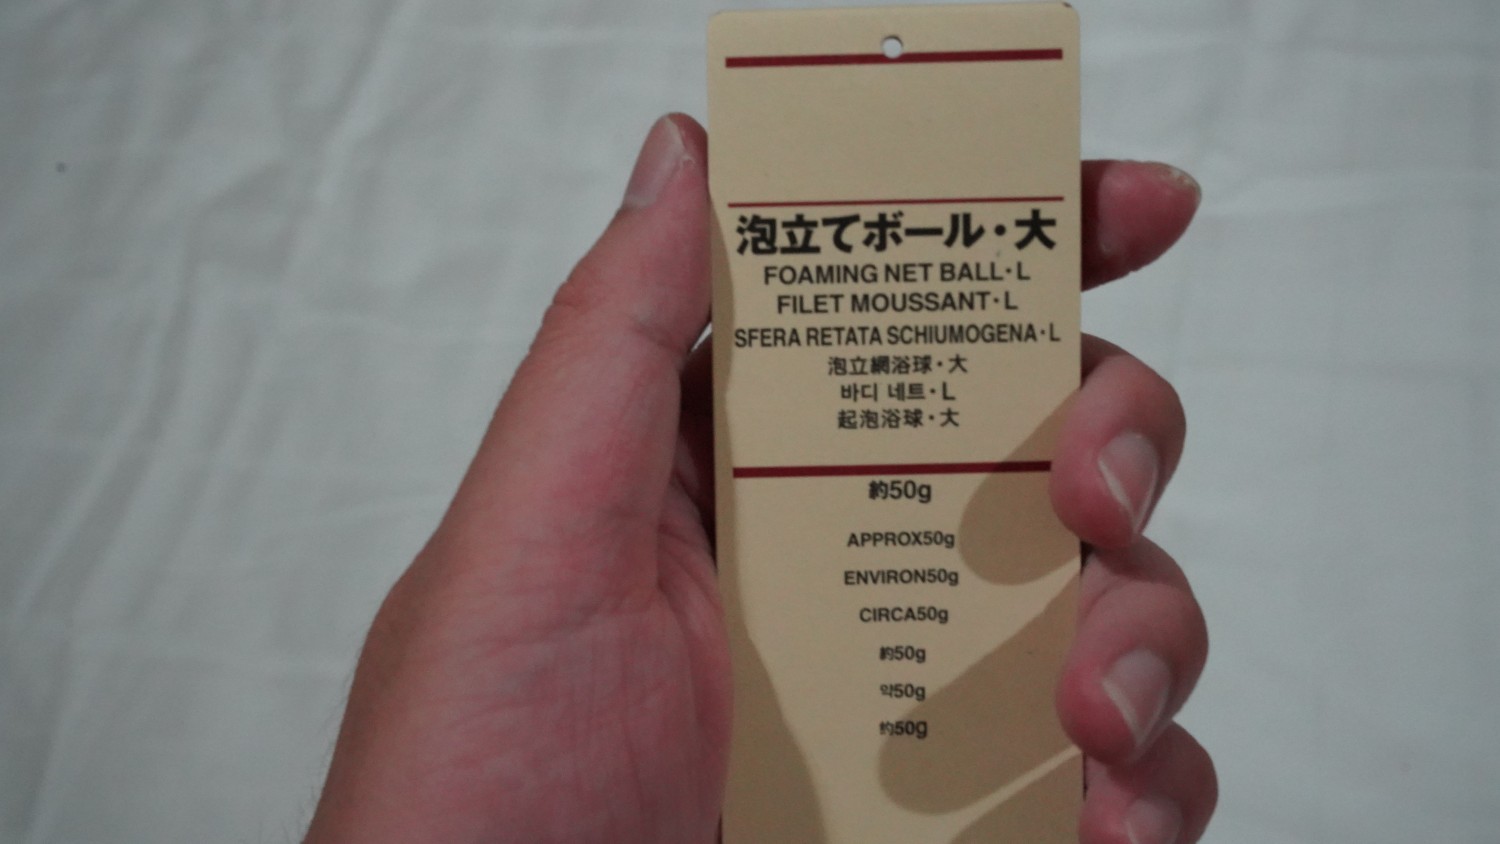 泡立てボール・大
FOAMING NET BALL・L
FILET MOUSSANT・L
SFERA RETATA SCHIUMOGENA・L
泡立網浴球・大
바디 네트・L
起泡浴球・大
約50g
APPROX50g
ENVIRON50g
CIRCA50g
約50g
약50g
约50g